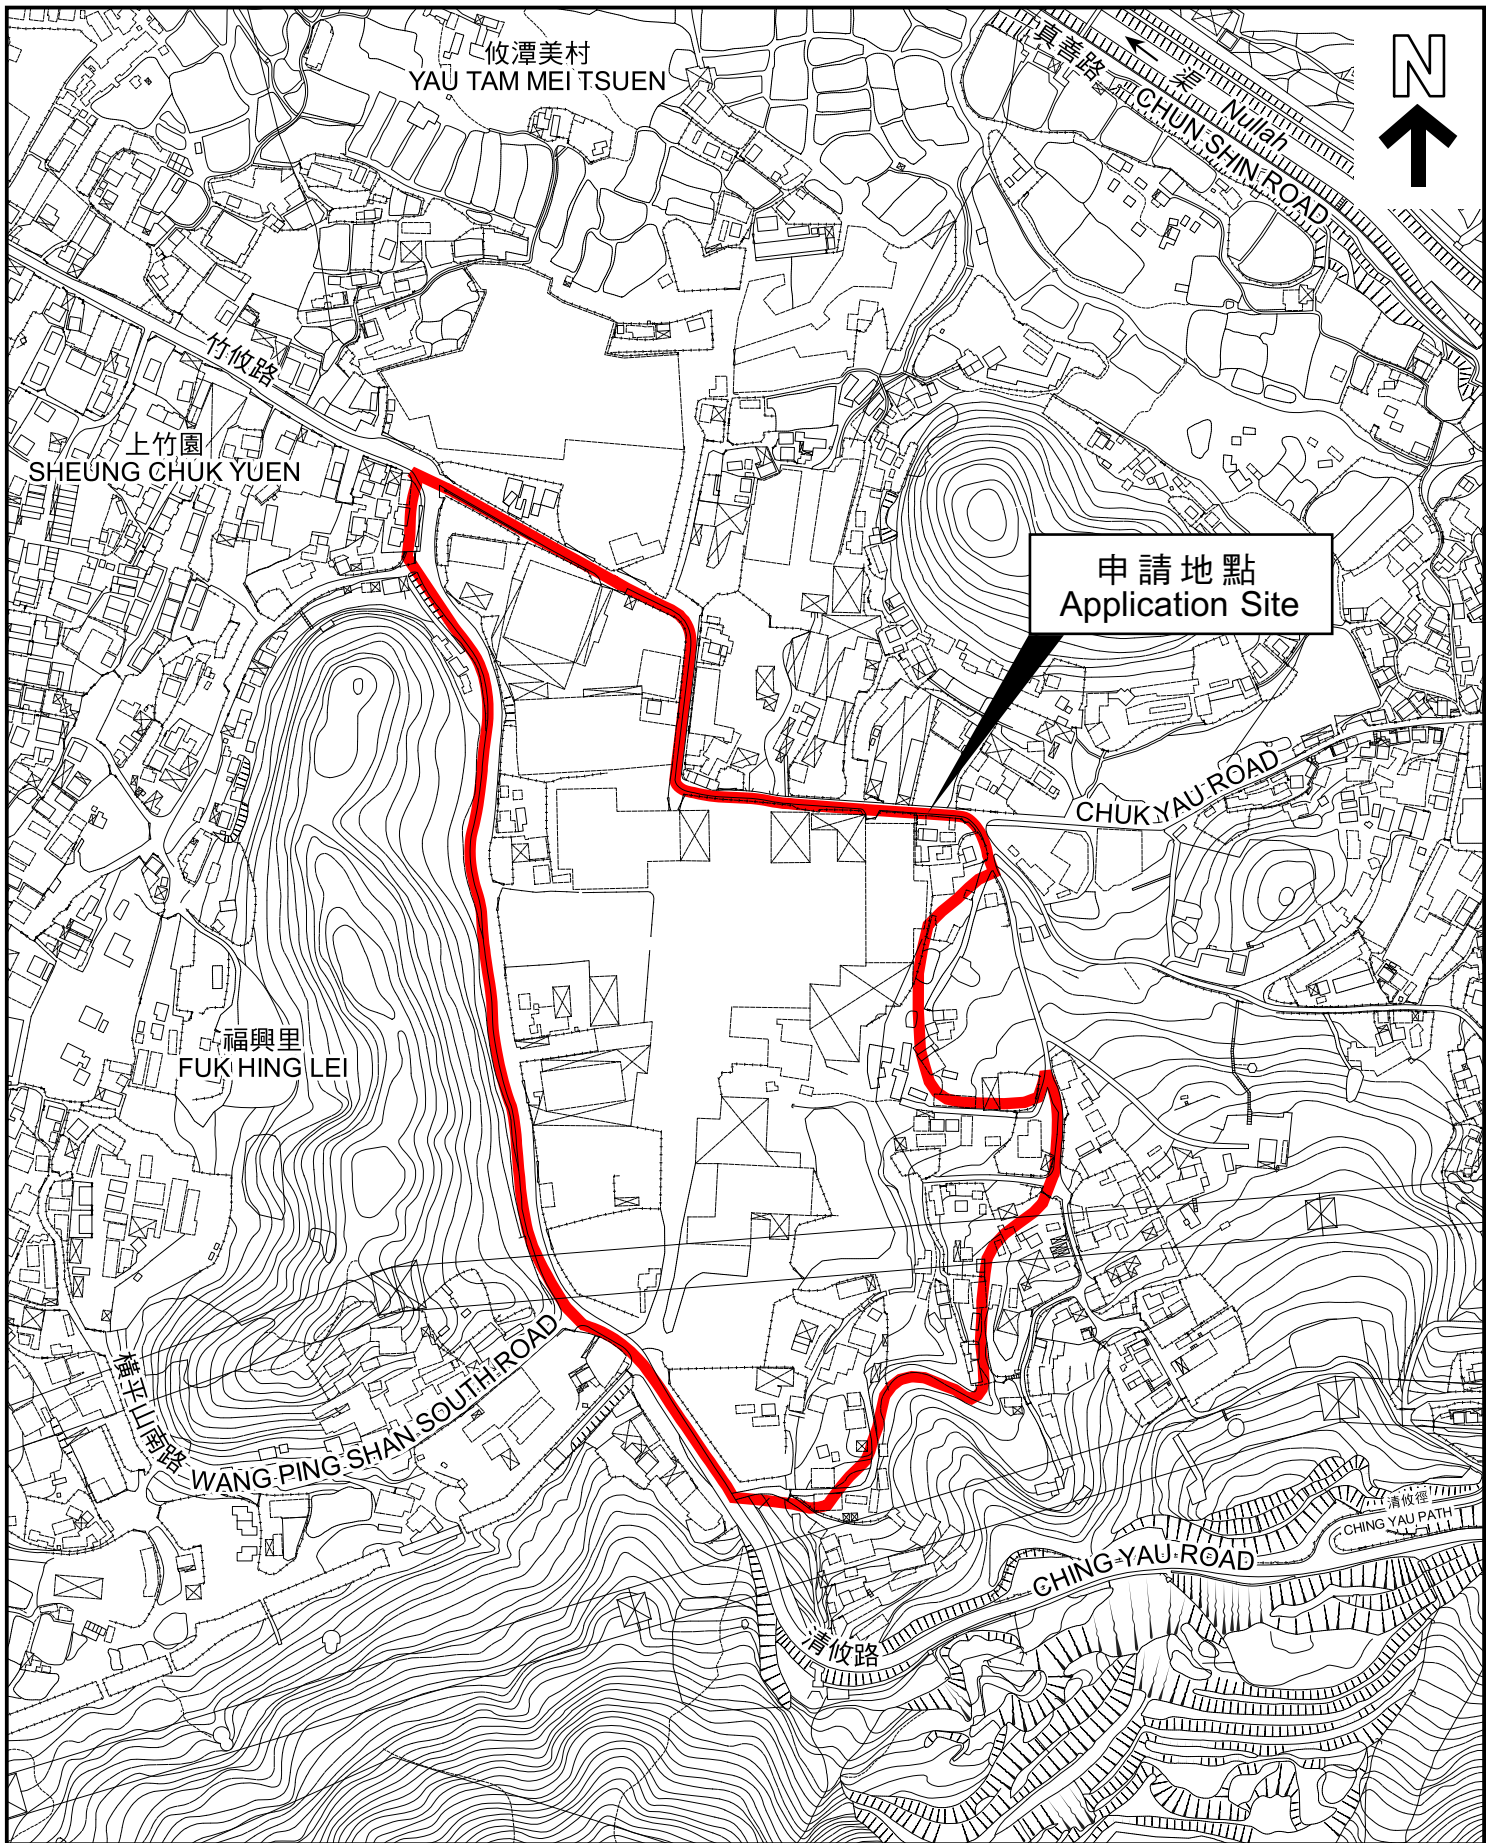 攸潭美村
YAU TAM MEI TSUEN
真善路
CHUN SHIN ROAD
渠 Nullah
N
竹攸路
上竹園
SHEUNG CHUK YUEN
申請地點
Application Site
CHUK YAU ROAD
福興里
FUK HING LEI
橫平山南路
WANG PING SHAN SOUTH ROAD
清攸徑
CHING YAU PATH
CHING YAU ROAD
清攸路